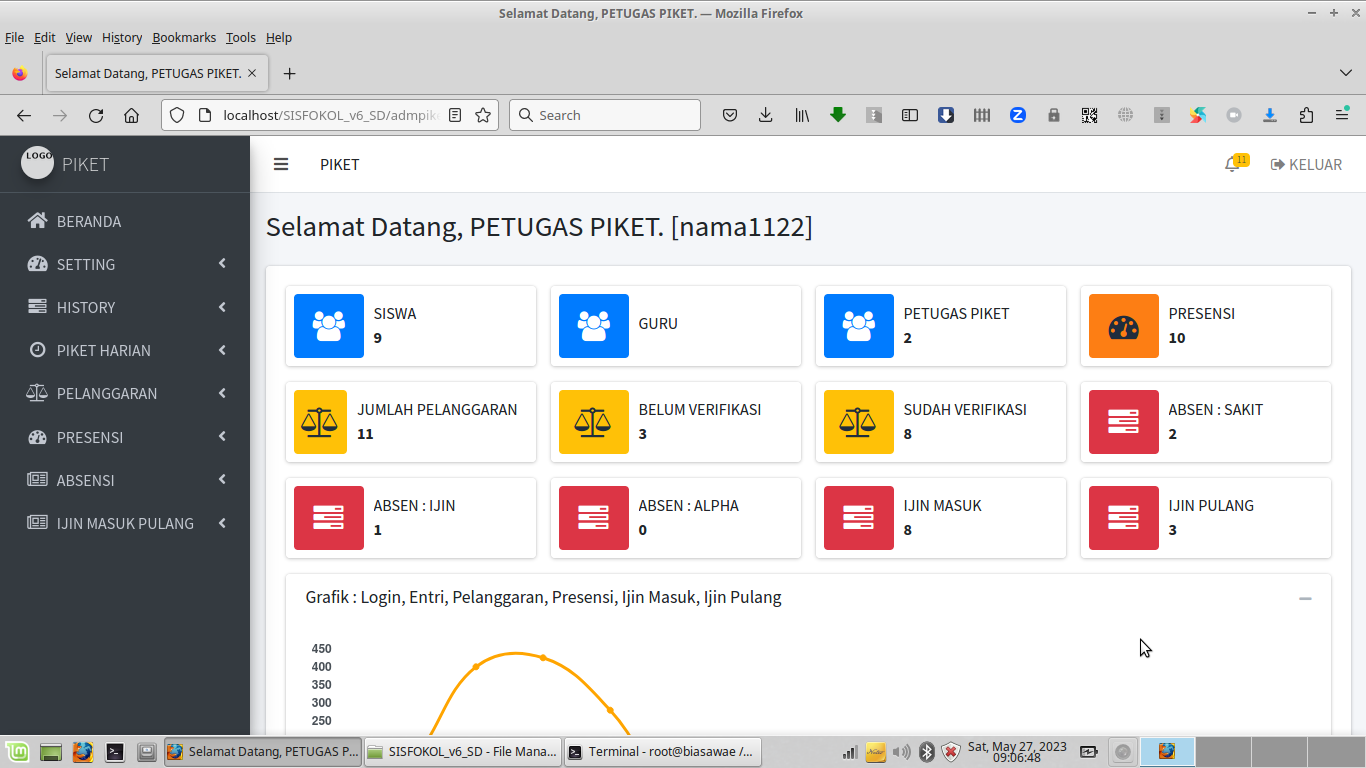 Selamat Datang, PETUGAS PIKET. — Mozilla Firefox
File Edit View History Bookmarks Tools Help
Selamat Datang, PETUGAS PIKET.
localhost/SISFOKOL_v6_SD/admpik
Search
LOGO
PIKET
PIKET
11
KELUAR
BERANDA
SETTING
HISTORY
PIKET HARIAN
PELANGGARAN
PRESENSI
ABSENSI
IJIN MASUK PULANG
Selamat Datang, PETUGAS PIKET. [nama1122]
SISWA
9
GURU
PETUGAS PIKET
2
PRESENSI
10
JUMLAH PELANGGARAN
11
BELUM VERIFIKASI
3
SUDAH VERIFIKASI
8
ABSEN : SAKIT
2
ABSEN : IJIN
1
ABSEN : ALPHA
0
IJIN MASUK
8
IJIN PULANG
3
Grafik : Login, Entri, Pelanggaran, Presensi, Ijin Masuk, Ijin Pulang
450
400
350
300
250
Selamat Datang, PETUGAS P...
SISFOKOL_v6_SD - File Mana...
Terminal - root@biasawae /...
Sat, May 27, 2023
09:06:48